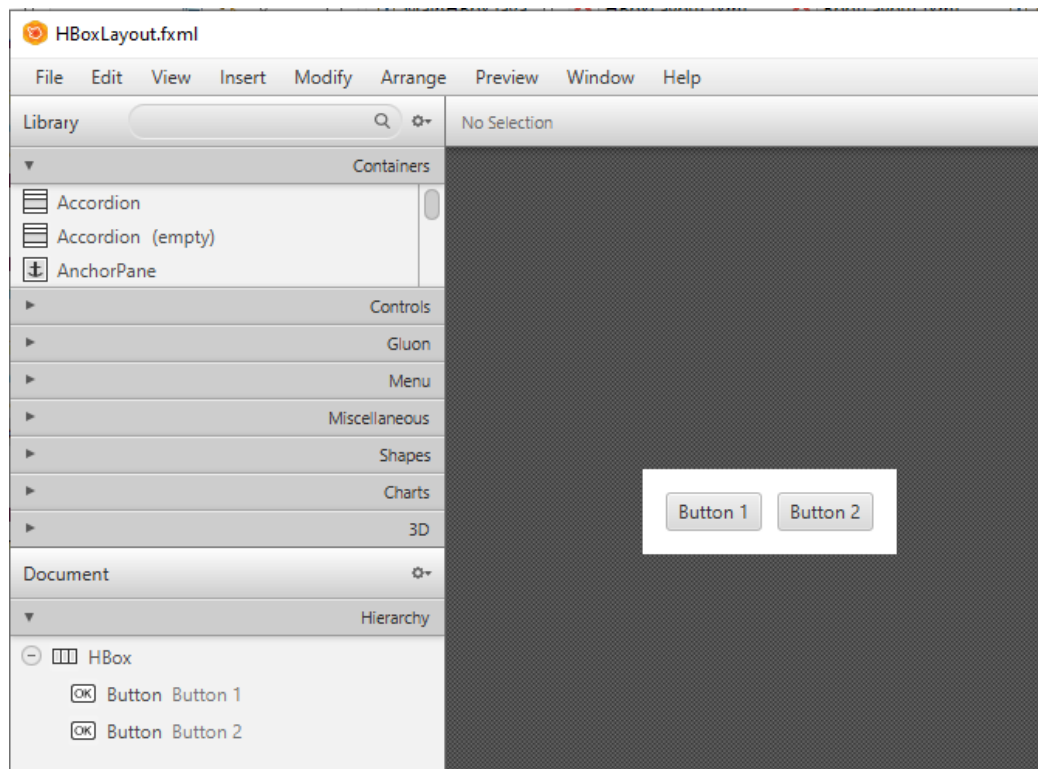 HBoxLayout.fxml
File Edit View Insert Modify Arrange Preview Window Help
Library
No Selection
Containers
Accordion
Accordion (empty)
AnchorPane
Controls
Gluon
Menu
Miscellaneous
Shapes
Charts
3D
Button 1 Button 2
Document
Hierarchy
HBox
OK Button Button 1
OK Button Button 2